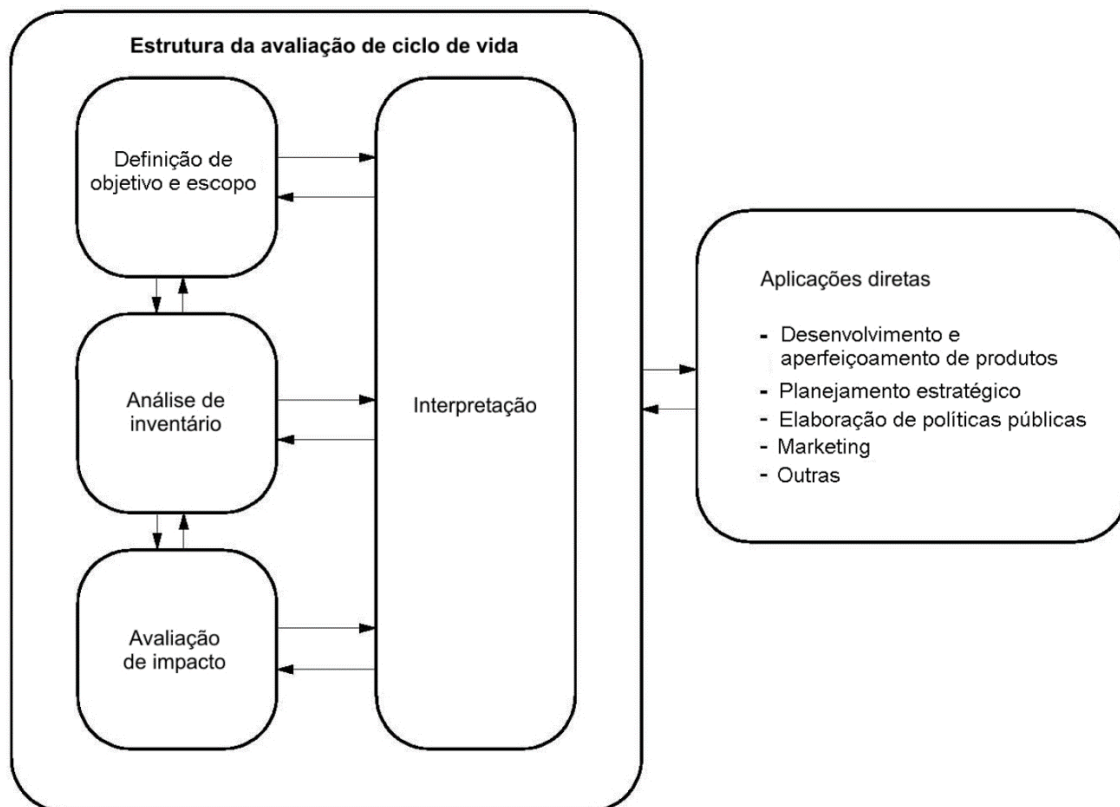 Estrutura da avaliação de ciclo de vida
Definição de
objetivo e escopo
Análise de
inventário
Avaliação
de impacto
Interpretação
Aplicações diretas
- Desenvolvimento e
aperfeiçoamento de produtos
- Planejamento estratégico
- Elaboração de políticas públicas
- Marketing
- Outras